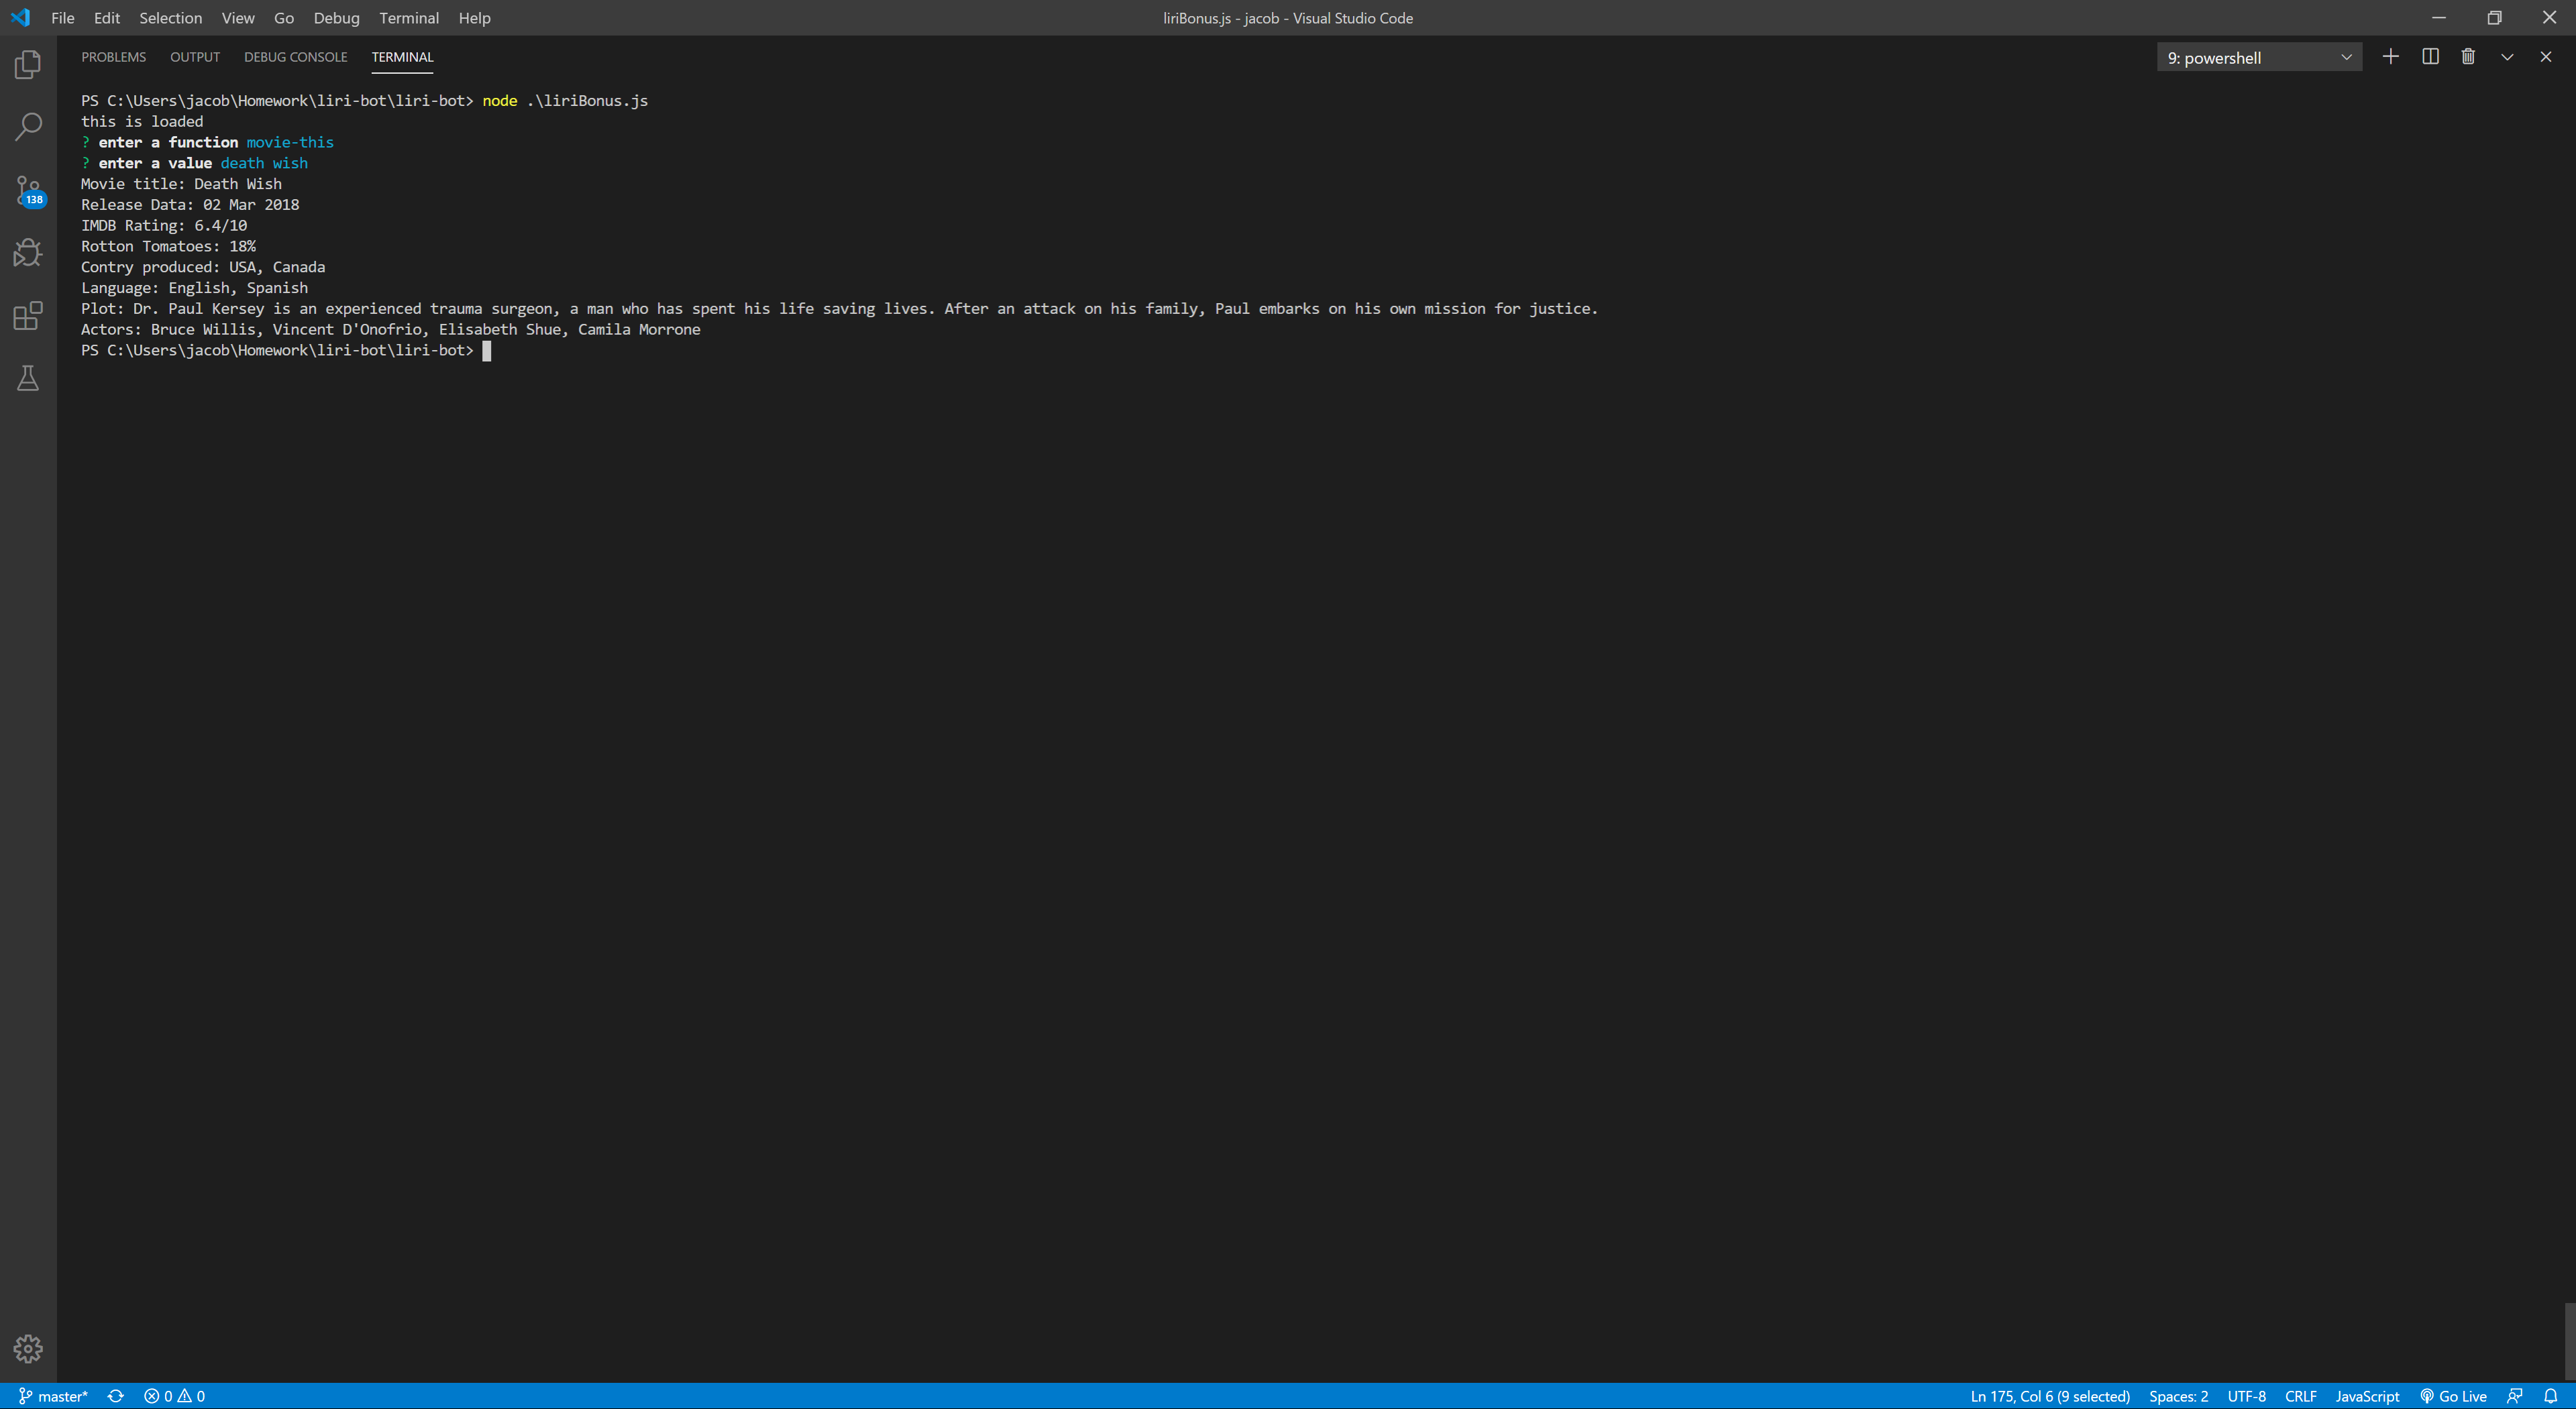 File Edit Selection View Go Debug Terminal Help
liriBonus.js - jacob - Visual Studio Code
PROBLEMS OUTPUT DEBUG CONSOLE TERMINAL
9: powershell
PS C:\Users\jacob\Homework\liri-bot\liri-bot> node .\liriBonus.js
this is loaded
? enter a function movie-this
? enter a value death wish
Movie title: Death Wish
Release Data: 02 Mar 2018
IMDB Rating: 6.4/10
Rotton Tomatoes: 18%
Contry produced: USA, Canada
Language: English, Spanish
Plot: Dr. Paul Kersey is an experienced trauma surgeon, a man who has spent his life saving lives. After an attack on his family, Paul embarks on his own mission for justice.
Actors: Bruce Willis, Vincent D'Onofrio, Elisabeth Shue, Camila Morrone
PS C:\Users\jacob\Homework\liri-bot\liri-bot>
138
master* 0 0
Ln 175, Col 6 (9 selected) Spaces: 2 UTF-8 CRLF JavaScript Go Live